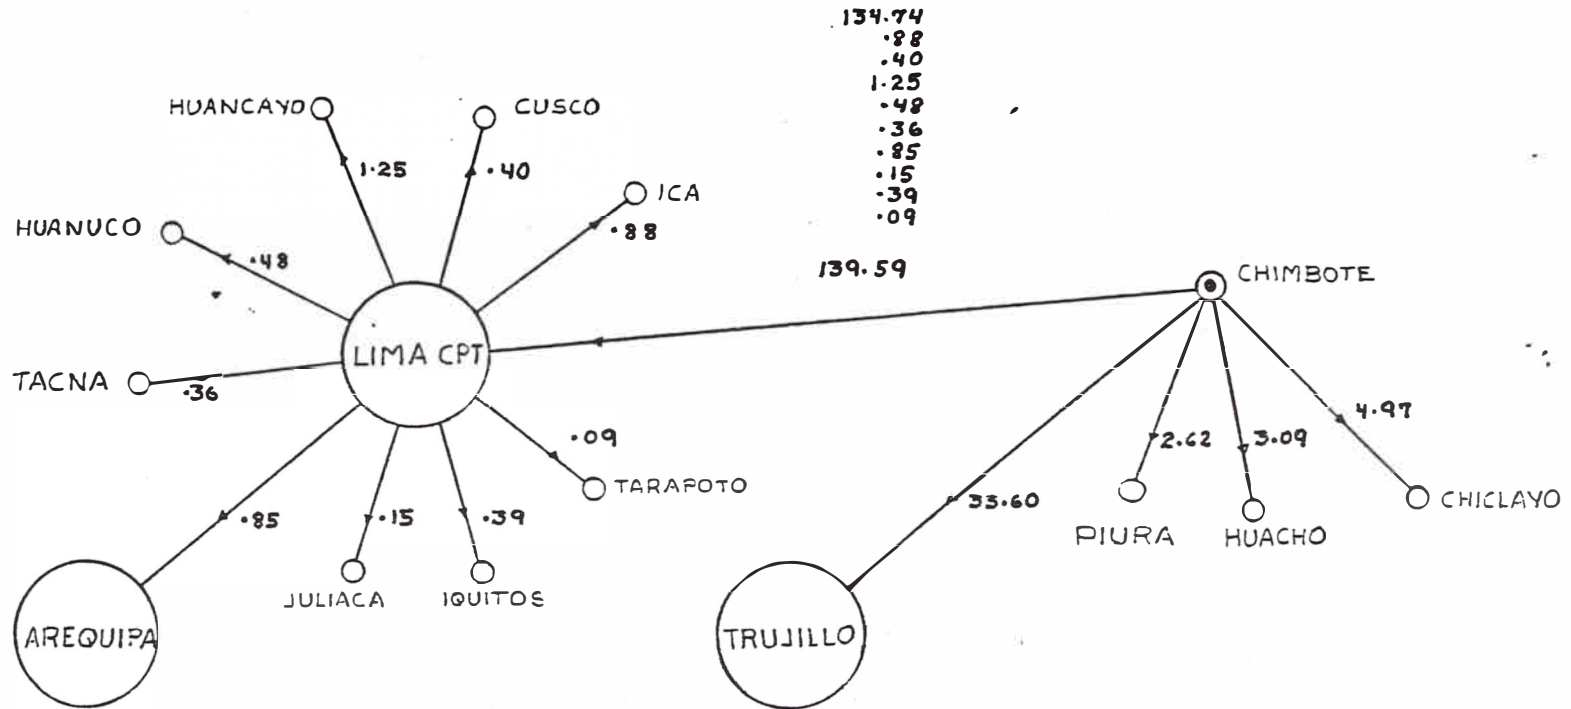 134.74
.88
.40
1.25
.48
.36
.85
.15
.39
.09
139.59
HUANCAYO
CUSCO
1.25
.40
ICA
.88
HUANUCO
.48
CHIMBOTE
LIMA CPT
TACNA
.36
.09
TARAPOTO
4.97
2.62
3.09
33.60
CHICLAYO
.85
.15
.39
PIURA
HUACHO
JULIACA
IQUITOS
AREQUIPA
TRUJILLO